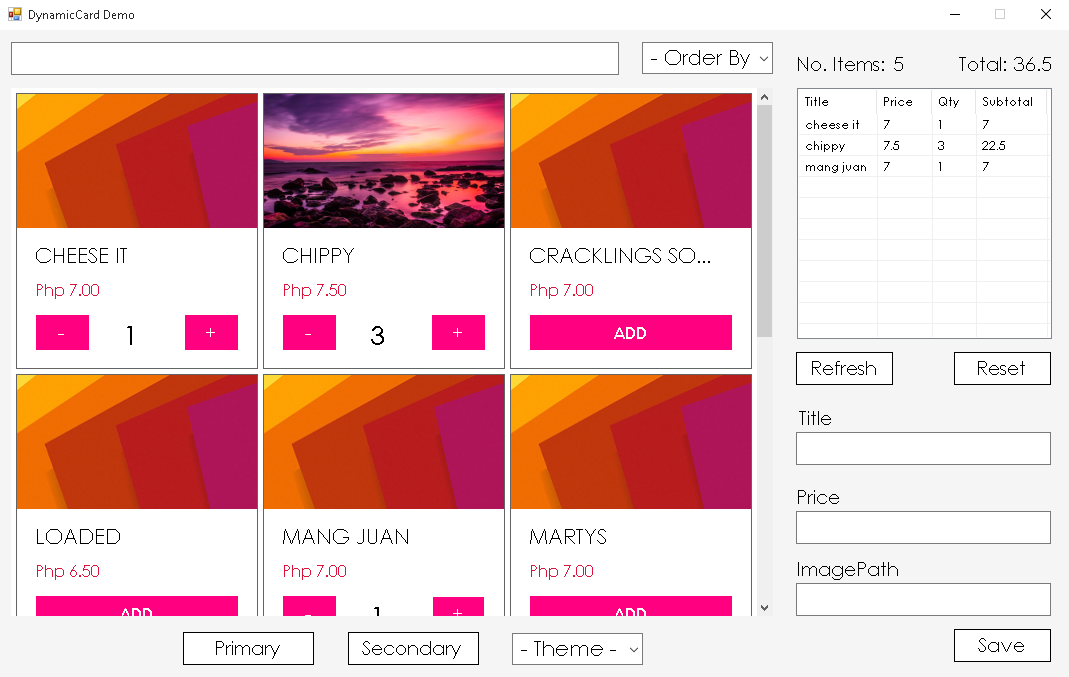 DynamicCard Demo
- Order By
No. Items: 5 Total: 36.5
Title Price Qty Subtotal
cheese it 7 1 7
chippy 7.5 3 22.5
mang juan 7 1 7
CHEESE IT
Php 7.00
- 1 +
CHIPPY
Php 7.50
- 3 +
CRACKLINGS SO...
Php 7.00
ADD
LOADED
Php 6.50
ADD
MANG JUAN
Php 7.00
- 1 +
MARTYS
Php 7.00
ADD
Refresh Reset
Title
Price
ImagePath
Save
Primary Secondary - Theme -